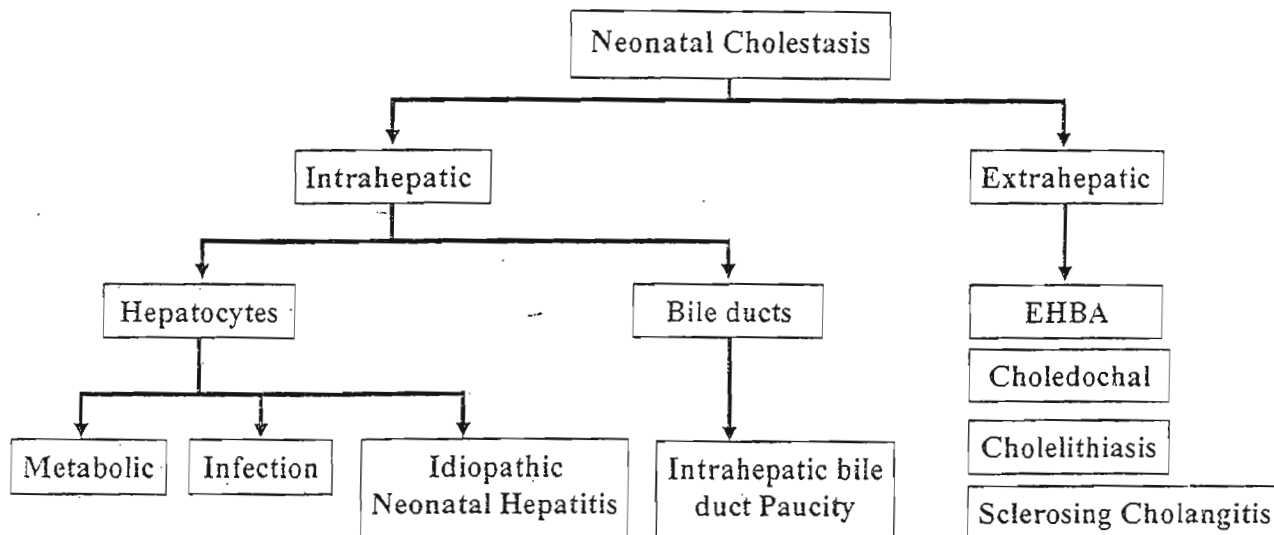 Neonatal Cholestasis
Intrahepatic
Extrahepatic
Hepatocytes
Bile ducts
EHBA
Choledochal
Cholelithiasis
Sclerosing Cholangitis
Metabolic
Infection
Idiopathic
Neonatal Hepatitis
Intrahepatic bile
duct Paucity